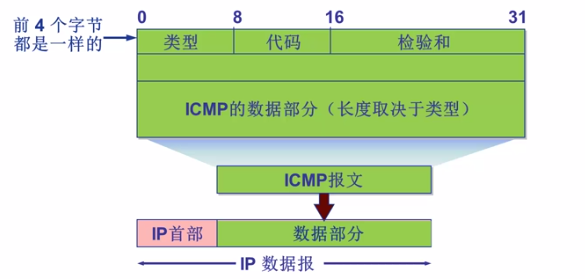 0 8 16 31
前 4 个字节
都是一样的
类型 代码 检验和
ICMP的数据部分（长度取决于类型）
ICMP报文
IP首部 数据部分
IP 数据报